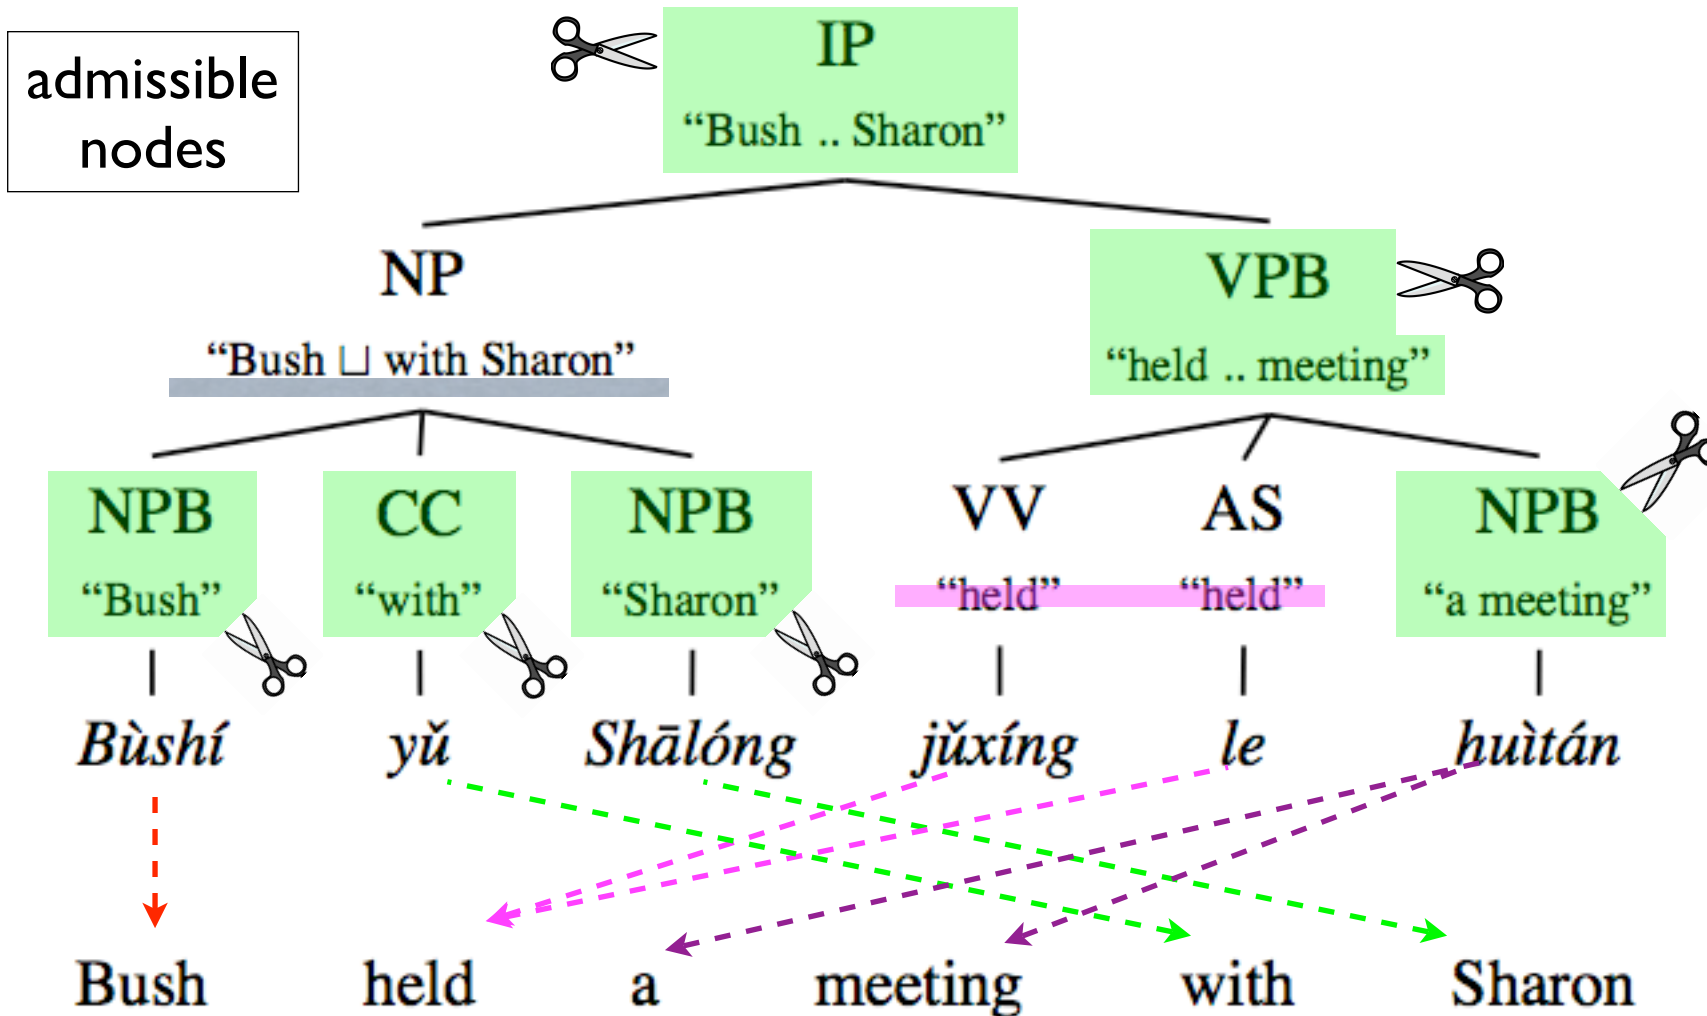 admissible
nodes
IP
“Bush .. Sharon”
NP
VPB
“Bush ⊔ with Sharon”
“held .. meeting”
NPB CC NPB VV AS NPB
“Bush” “with” “Sharon” “held” “held” “a meeting”
Bùshí yǔ Shālóng jǔxíng le huìtán
Bush held a meeting with Sharon